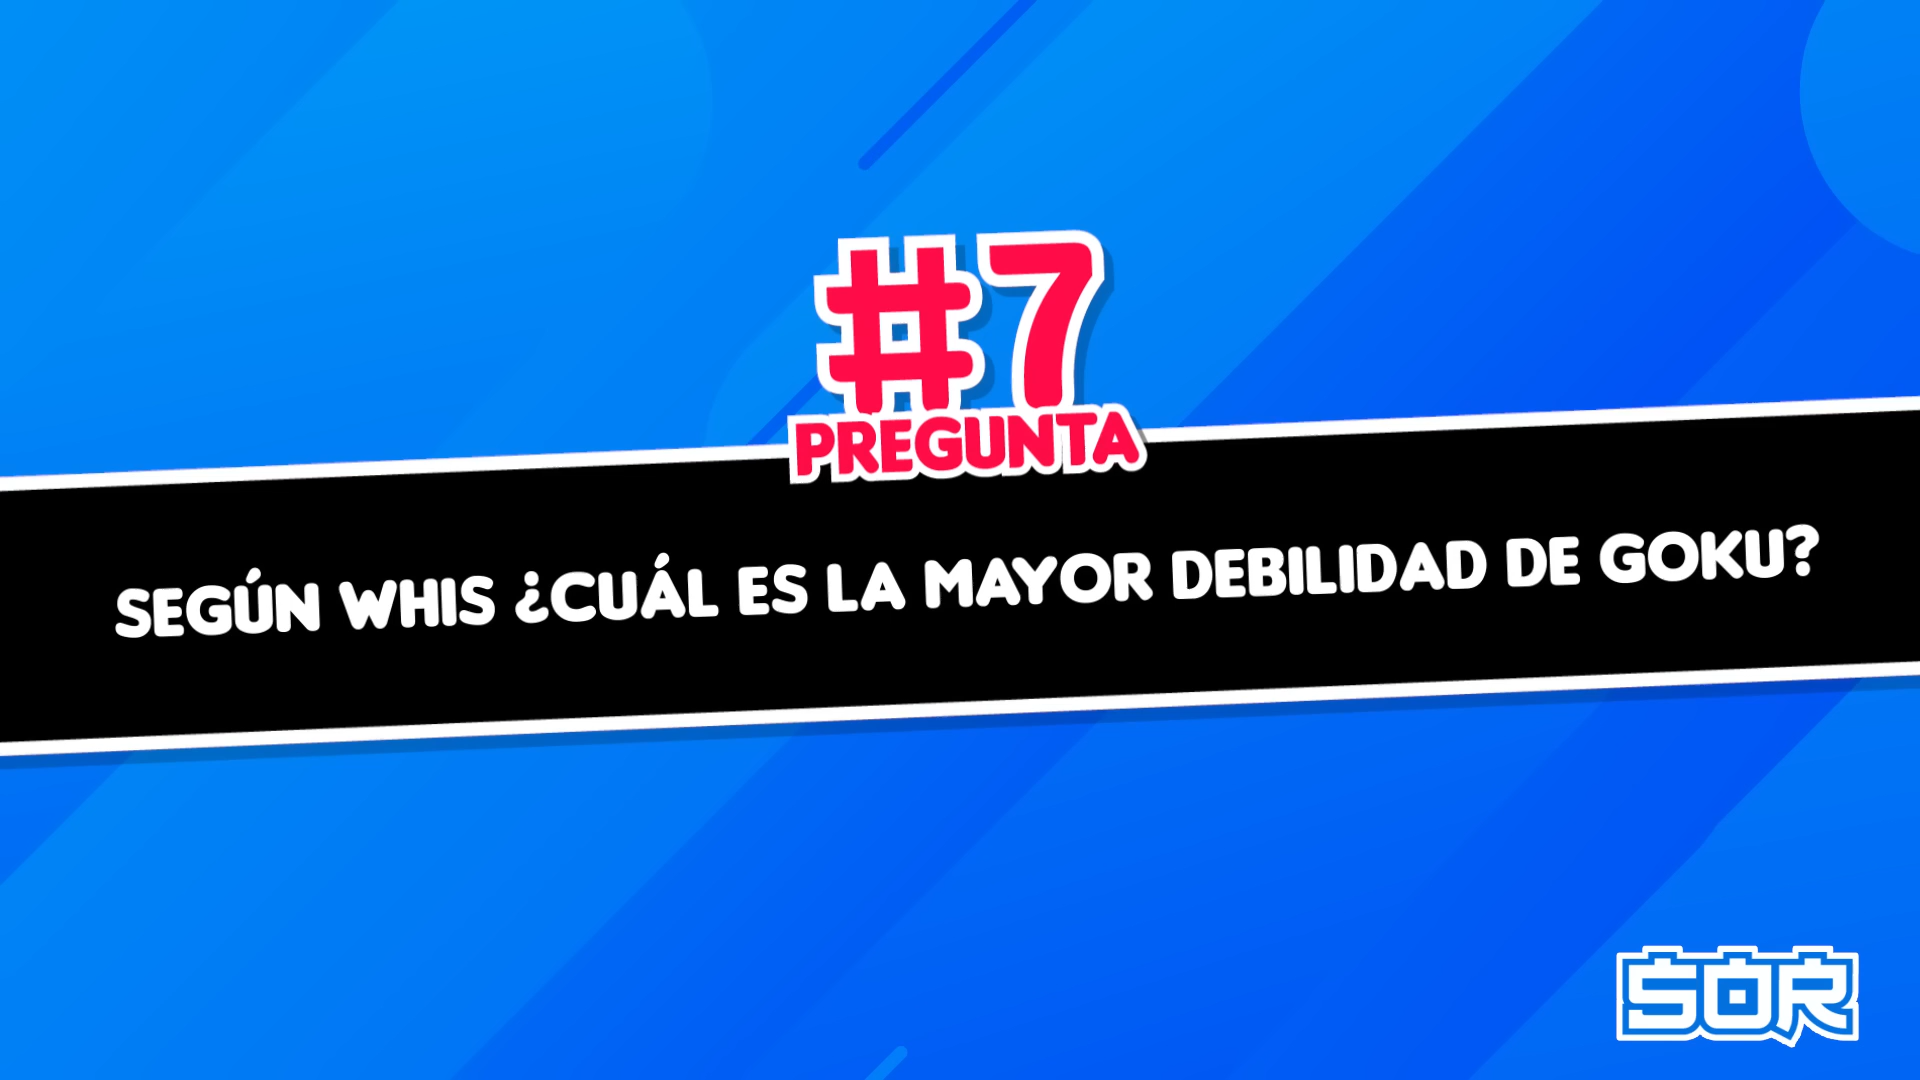 #7
PREGUNTA
SEGÚN WHIS ¿CUÁL ES LA MAYOR DEBILIDAD DE GOKU?
SOR